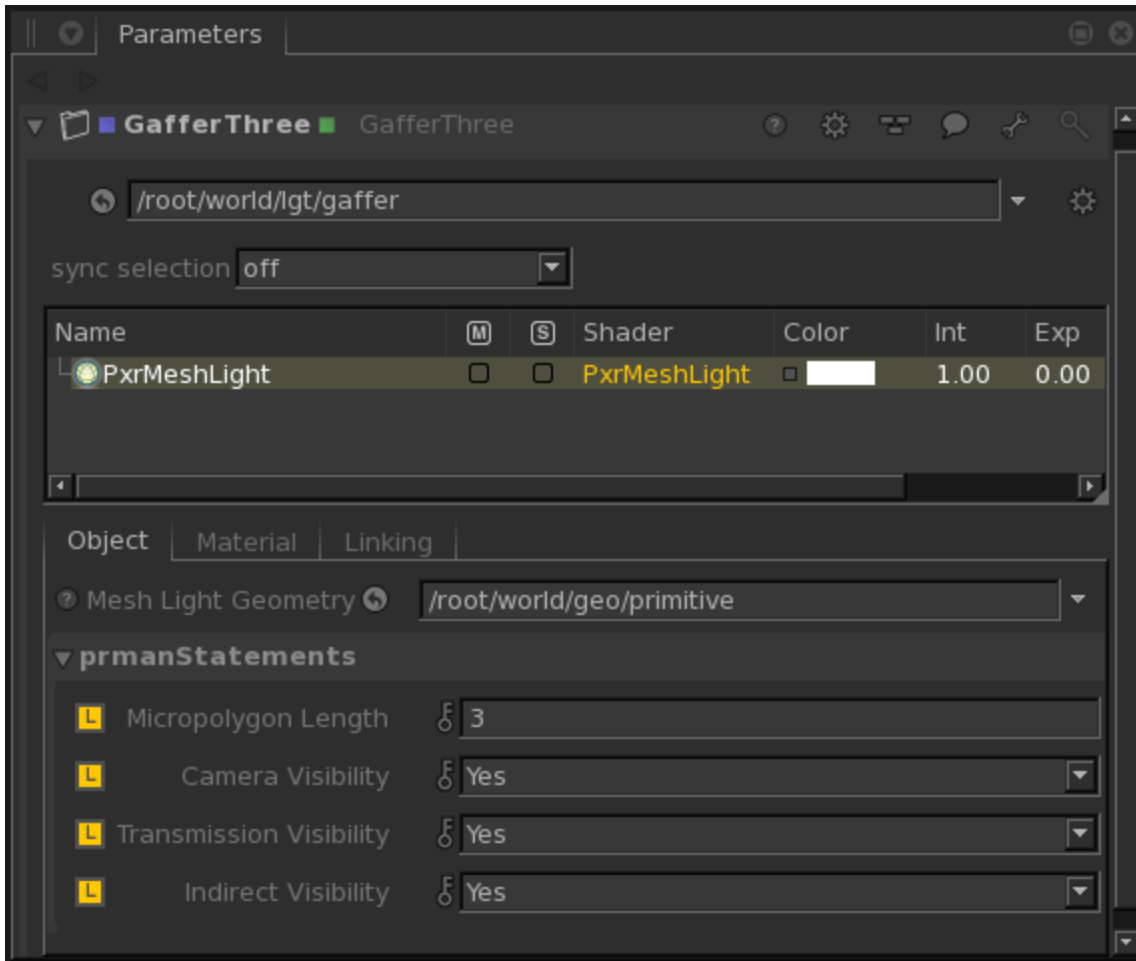 Parameters
GafferThree GafferThree
/root/world/lgt/gaffer
sync selection off
Name M S Shader Color Int Exp
PxrMeshLight PxrMeshLight 1.00 0.00
Object Material Linking
Mesh Light Geometry /root/world/geo/primitive
prmanStatements
L Micropolygon Length 3
L Camera Visibility Yes
L Transmission Visibility Yes
L Indirect Visibility Yes